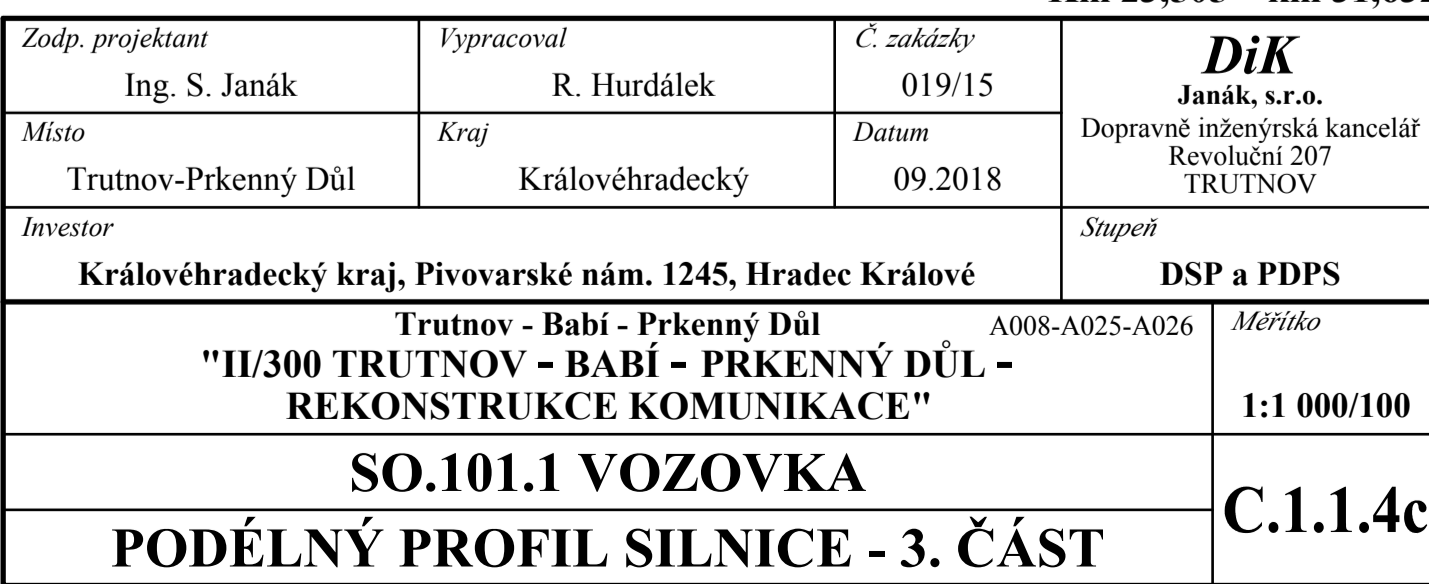 Zodp. projektant
Ing. S. Janák
Vypracoval
R. Hurdálek
Č. zakázky
019/15
DiK
Janák, s.r.o.
Dopravně inženýrská kancelář
Revoluční 207
TRUTNOV
Místo
Trutnov-Prkenný Důl
Kraj
Královéhradecký
Datum
09.2018
Investor
Královéhradecký kraj, Pivovarské nám. 1245, Hradec Králové
Stupeň
DSP a PDPS
Trutnov - Babí - Prkenný Důl A008-A025-A026
"II/300 TRUTNOV - BABÍ - PRKENNÝ DŮL -
REKONSTRUKCE KOMUNIKACE"
Měřítko
1:1 000/100
SO.101.1 VOZOVKA
PODÉLNÝ PROFIL SILNICE - 3. ČÁST
C.1.1.4c